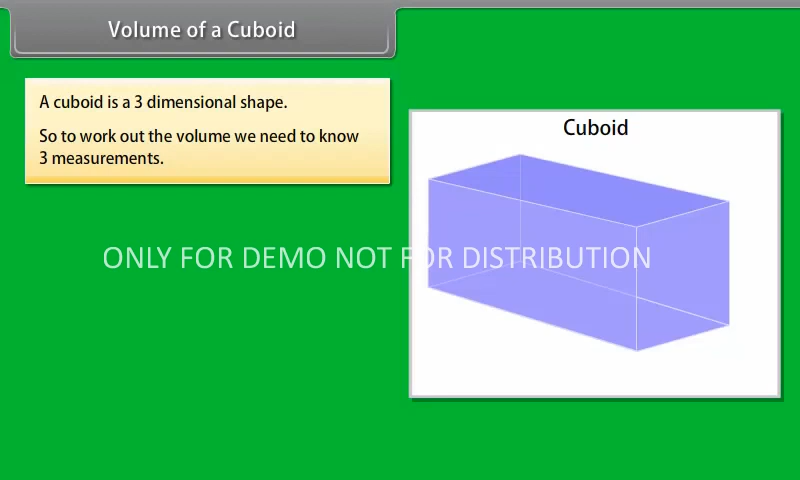 Volume of a Cuboid
A cuboid is a 3 dimensional shape.
So to work out the volume we need to know
3 measurements.
Cuboid
ONLY FOR DEMO NOT FOR DISTRIBUTION